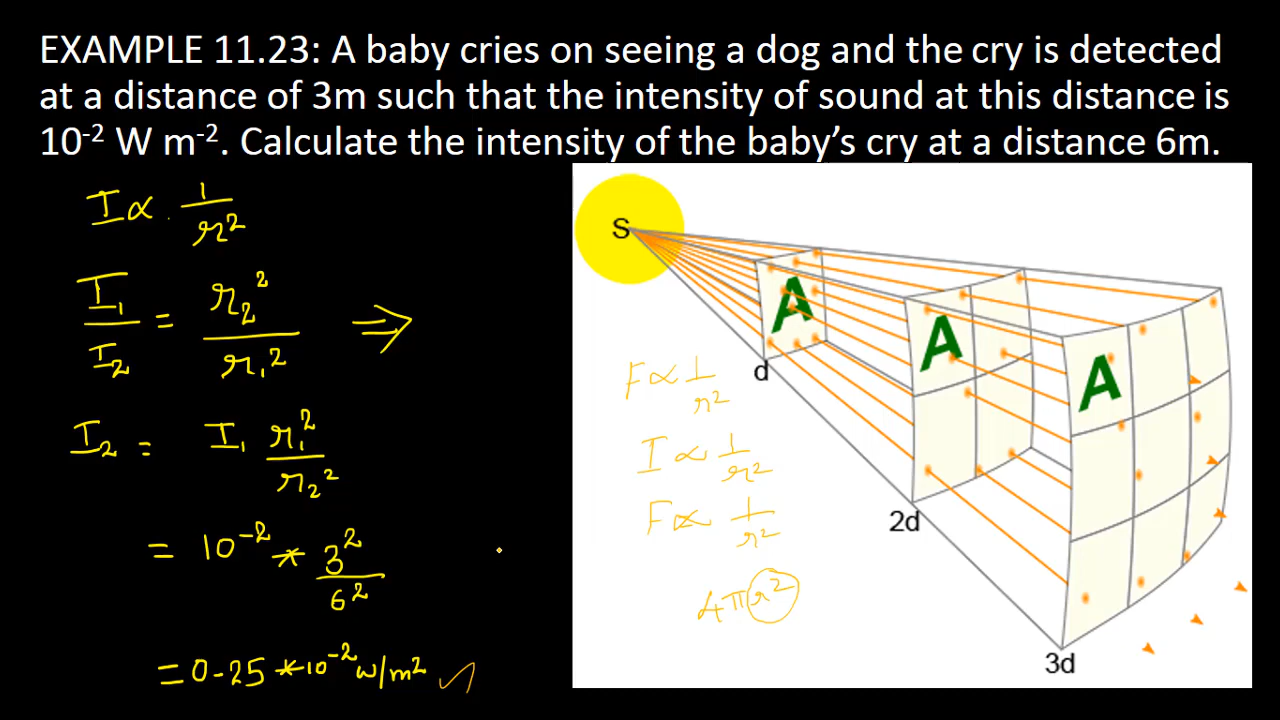 EXAMPLE 11.23: A baby cries on seeing a dog and the cry is detected
at a distance of 3m such that the intensity of sound at this distance is
10⁻² W m⁻². Calculate the intensity of the baby’s cry at a distance 6m.
I ∝ 1/r²
I₁/I₂ = r₂²/r₁² ⇒
I₂ = I₁ r₁²/r₂²
= 10⁻² * 3²/6²
= 0.25 * 10⁻² w/m²
S
A
A
A
d
2d
3d
F ∝ 1/r²
I ∝ 1/r²
F ∝ 1/r²
4πr²